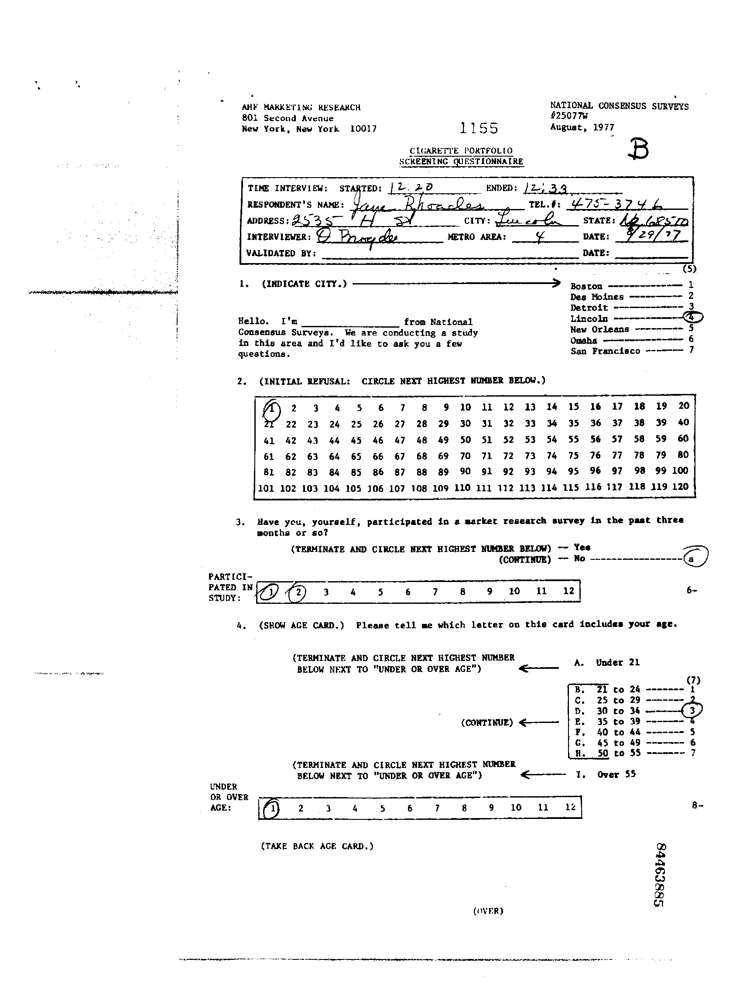 AHF MARKETING RESEARCH
801 Second Avenue
New York, New York 10017
1155
NATIONAL CONSENSUS SURVEYS
#25077W
August, 1977
B
CIGARETTE PORTFOLIO
SCREENING QUESTIONNAIRE
TIME INTERVIEW: STARTED: 12:20 ENDED: 12:33
RESPONDENT'S NAME: Jane Rhoades TEL.#: 475-3746
ADDRESS: 2535 H St CITY: Lincoln STATE: 68510
INTERVIEWER: METRO AREA: 4 DATE: 9/29/77
VALIDATED BY: DATE:
(5)
1. (INDICATE CITY.)
Boston -------- 1
Des Moines -------- 2
Detroit -------- 3
Lincoln -------- 4
New Orleans -------- 5
Omaha -------- 6
San Francisco ------- 7
Hello. I'm ____________ from National
Consensus Surveys. We are conducting a study
in this area and I'd like to ask you a few
questions.
2. (INITIAL REFUSAL: CIRCLE NEXT HIGHEST NUMBER BELOW.)
1 2 3 4 5 6 7 8 9 10 11 12 13 14 15 16 17 18 19 20
21 22 23 24 25 26 27 28 29 30 31 32 33 34 35 36 37 38 39 40
41 42 43 44 45 46 47 48 49 50 51 52 53 54 55 56 57 58 59 60
61 62 63 64 65 66 67 68 69 70 71 72 73 74 75 76 77 78 79 80
81 82 83 84 85 86 87 88 89 90 91 92 93 94 95 96 97 98 99 100
101 102 103 104 105 106 107 108 109 110 111 112 113 114 115 116 117 118 119 120
3. Have you, yourself, participated in a market research survey in the past three
months or so?
(TERMINATE AND CIRCLE NEXT HIGHEST NUMBER BELOW) -- Yes
(CONTINUE) -- No ---------------- a
PARTICI-
PATED IN
STUDY: 1 2 3 4 5 6 7 8 9 10 11 12 6-
4. (SHOW AGE CARD.) Please tell me which letter on this card includes your age.
(TERMINATE AND CIRCLE NEXT HIGHEST NUMBER
BELOW NEXT TO "UNDER OR OVER AGE") A. Under 21
(7)
B. 21 to 24 ------- 1
C. 25 to 29 ------- 2
D. 30 to 34 ------- 3
(CONTINUE) E. 35 to 39 ------- 4
F. 40 to 44 ------- 5
G. 45 to 49 ------- 6
H. 50 to 55 ------- 7
(TERMINATE AND CIRCLE NEXT HIGHEST NUMBER
BELOW NEXT TO "UNDER OR OVER AGE") I. Over 55
UNDER
OR OVER
AGE: 1 2 3 4 5 6 7 8 9 10 11 12 8-
(TAKE BACK AGE CARD.)
84463885
(OVER)